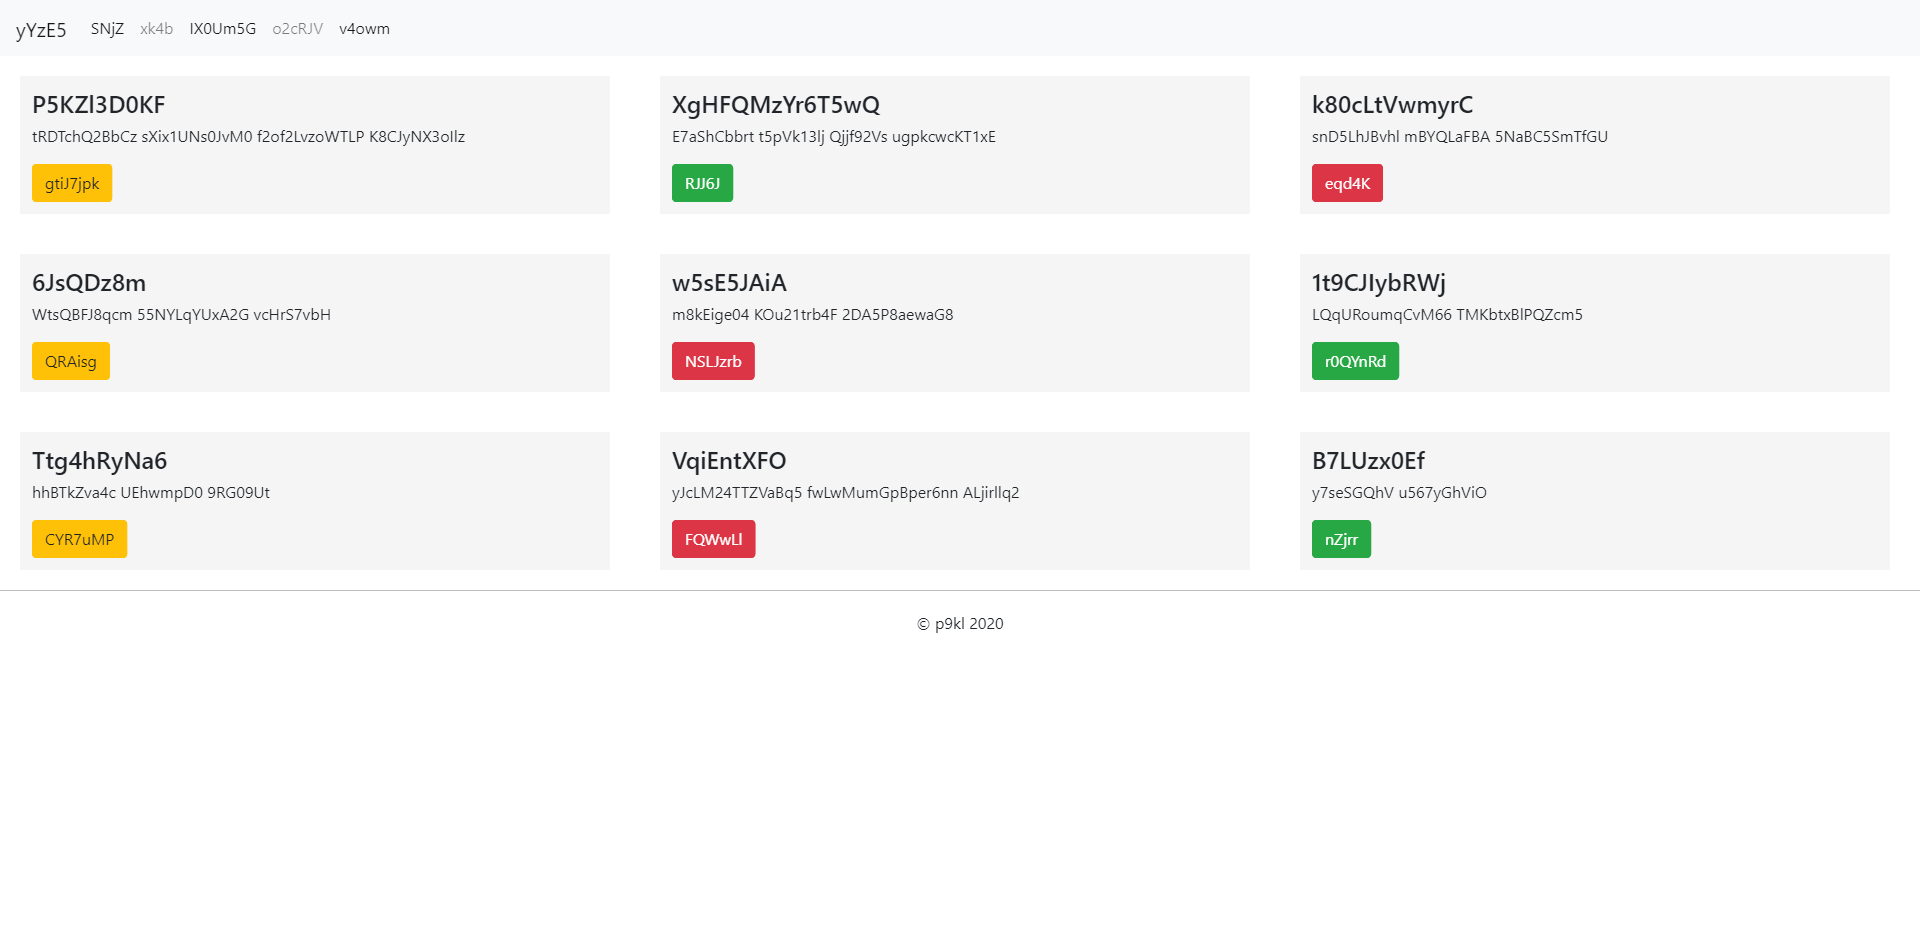 yYzE5 SNjZ xk4b IX0Um5G o2cRJV v4owm
P5KZl3D0KF
tRDTchQ2BbCz sXix1UNs0JvM0 f2of2LvzoWTLP K8CJyNX3oIlz
gtiJ7jpk
XgHFQMzYr6T5wQ
E7aShCbbrt t5pVk13lj Qjjf92Vs ugpkcwcKT1xE
RJJ6J
k80cLtVwmyrC
snD5LhJBvhl mBYQLaFBA 5NaBC5SmTfGU
eqd4K
6JsQDz8m
WtsQBFJ8qcm 55NYLqYUxA2G vcHrS7vbH
QRAisg
w5sE5JAiA
m8kEige04 KOu21trb4F 2DA5P8aewaG8
NSLJzrb
1t9CJIybRWj
LQqURoumqCvM66 TMKbtxBlPQZcm5
r0QYnRd
Ttg4hRyNa6
hhBTkZva4c UEhwmpD0 9RG09Ut
CYR7uMP
VqiEntXFO
yJcLM24TTZVaBq5 fwLwMumGpBper6nn ALjirllq2
FQWwLl
B7LUzx0Ef
y7seSGQhV u567yGhViO
nZjrr
© p9kl 2020